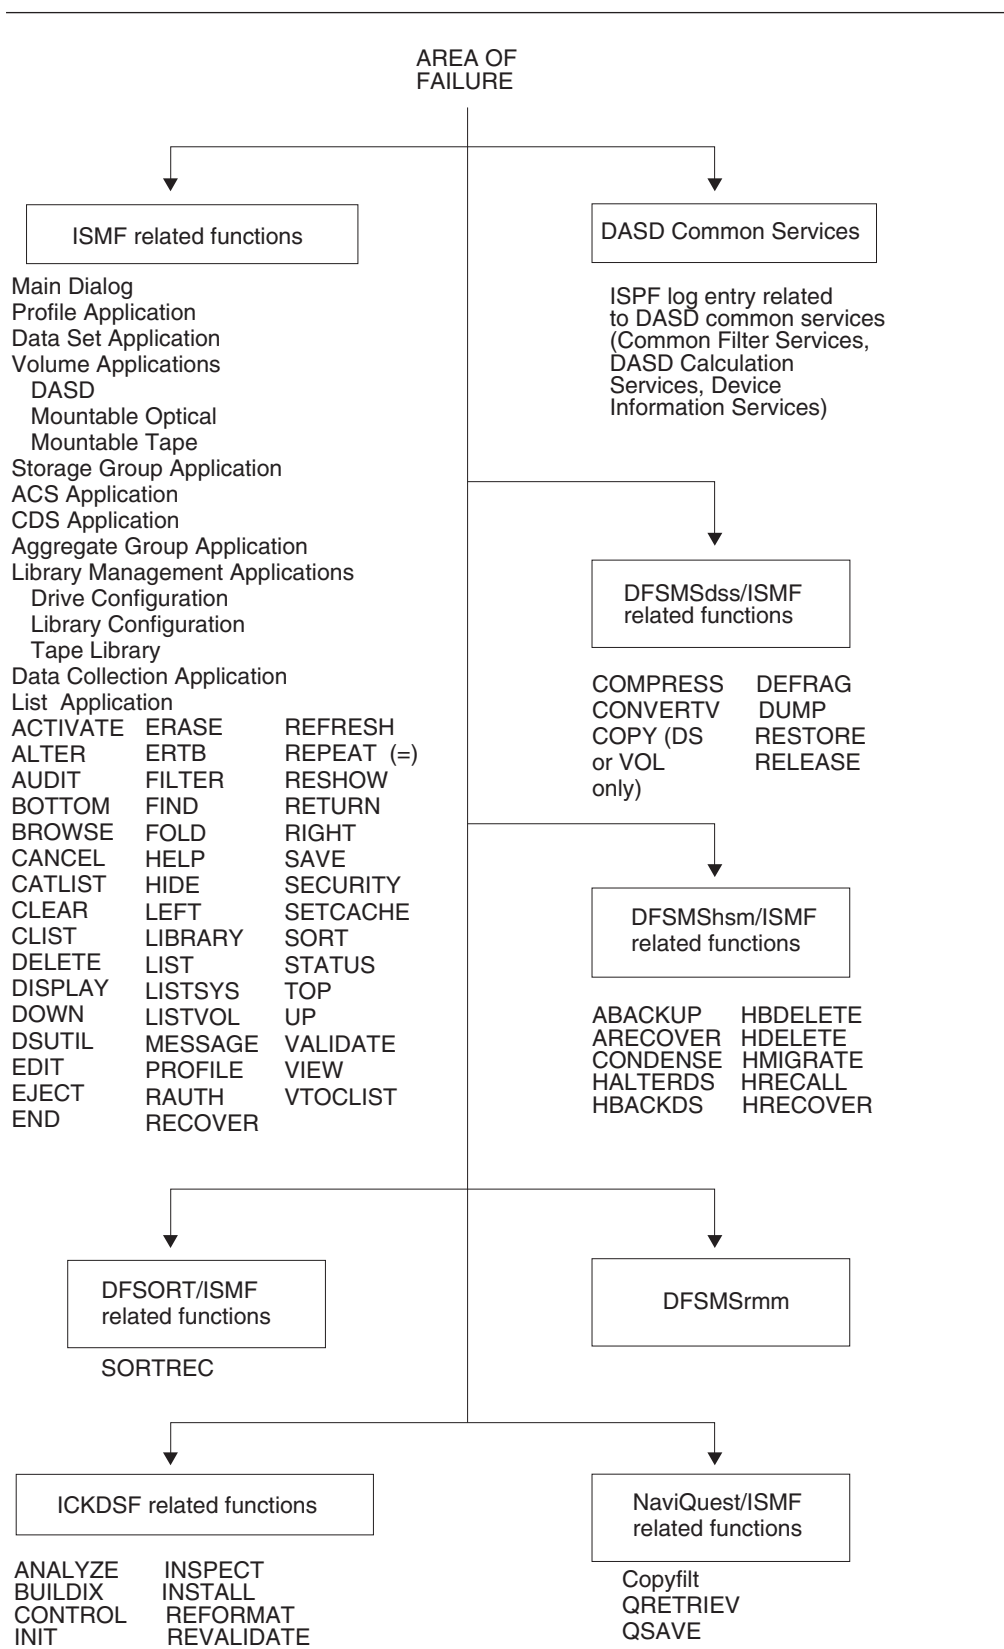 AREA OF
FAILURE
ISMF related functions
Main Dialog
Profile Application
Data Set Application
Volume Applications
DASD
Mountable Optical
Mountable Tape
Storage Group Application
ACS Application
CDS Application
Aggregate Group Application
Library Management Applications
Drive Configuration
Library Configuration
Tape Library
Data Collection Application
List Application
ACTIVATE ERASE REFRESH
ALTER ERTB REPEAT (=)
AUDIT FILTER RESHOW
BOTTOM FIND RETURN
BROWSE FOLD RIGHT
CANCEL HELP SAVE
CATLIST HIDE SECURITY
CLEAR LEFT SETCACHE
CLIST LIBRARY SORT
DELETE LIST STATUS
DISPLAY LISTSYS TOP
DOWN LISTVOL UP
DSUTIL MESSAGE VALIDATE
EDIT PROFILE VIEW
EJECT RAUTH VTOCLIST
END RECOVER
DASD Common Services
ISPF log entry related
to DASD common services
(Common Filter Services,
DASD Calculation
Services, Device
Information Services)
DFSMSdss/ISMF
related functions
COMPRESS DEFRAG
CONVERTV DUMP
COPY (DS RESTORE
or VOL RELEASE
only)
DFSMShsm/ISMF
related functions
ABACKUP HBDELETE
ARECOVER HDELETE
CONDENSE HMIGRATE
HALTERDS HRECALL
HBACKDS HRECOVER
DFSORT/ISMF
related functions
SORTREC
DFSMSrmm
ICKDSF related functions
ANALYZE INSPECT
BUILDIX INSTALL
CONTROL REFORMAT
INIT REVALIDATE
NaviQuest/ISMF
related functions
Copyfilt
QRETRIEV
QSAVE